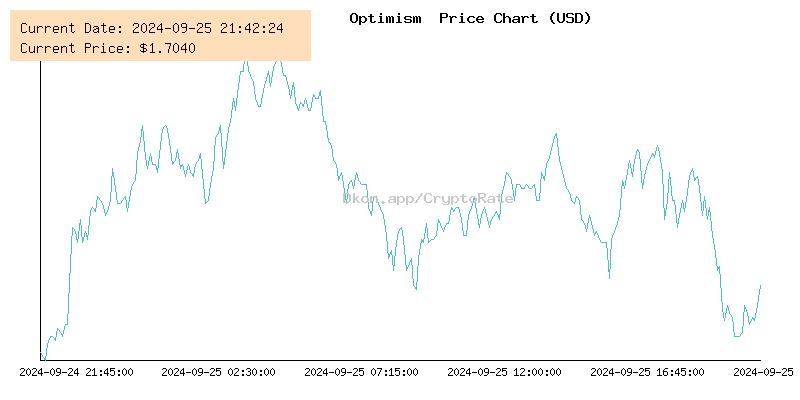 Optimism Price Chart (USD)
Current Date: 2024-09-25 21:42:24
Current Price: $1.7040
0kon.app/CryptoRate
2024-09-24 21:45:00 2024-09-25 02:30:00 2024-09-25 07:15:00 2024-09-25 12:00:00 2024-09-25 16:45:00 2024-09-25